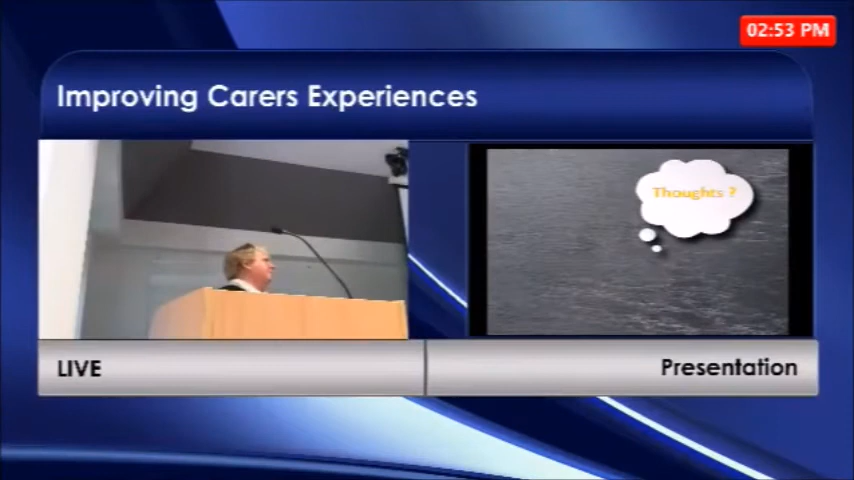 02:53 PM
Improving Carers Experiences
Thoughts ?
LIVE
Presentation